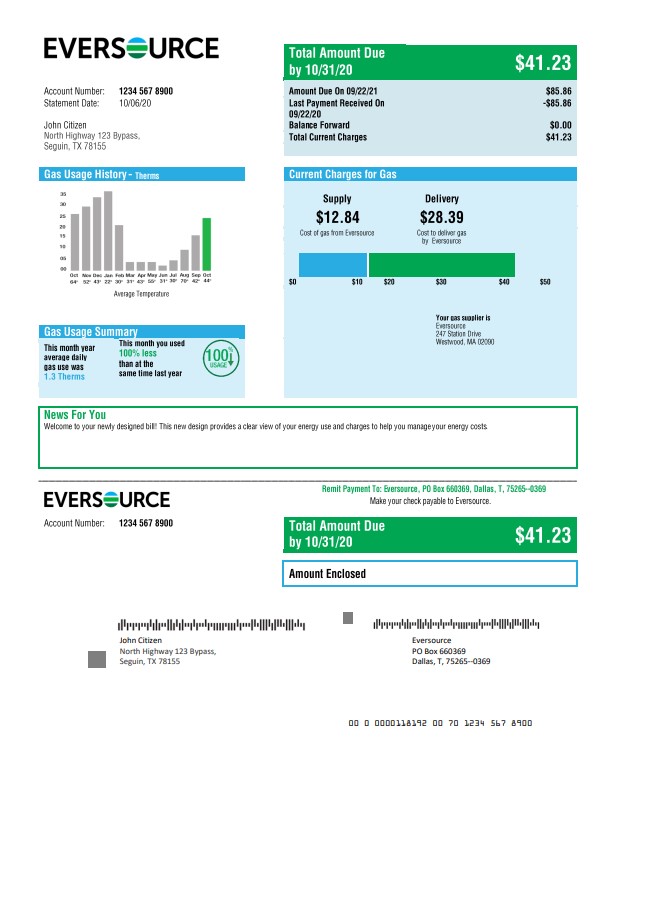 EVERSOURCE
Total Amount Due
by 10/31/20
$41.23
Account Number: 1234 567 8900
Statement Date: 10/06/20
John Citizen
North Highway 123 Bypass,
Seguin, TX 78155
Amount Due On 09/22/21 $85.86
Last Payment Received On
09/22/20 -$85.86
Balance Forward $0.00
Total Current Charges $41.23
Gas Usage History - Therms
35
30
25
20
15
10
05
00
Oct Nov Dec Jan Feb Mar Apr May Jun Jul Aug Sep Oct
64° 52° 43° 22° 30° 31° 43° 55° 31° 30° 70° 42° 44°
Average Temperature
Current Charges for Gas
Supply
$12.84
Cost of gas from Eversource
Delivery
$28.39
Cost to deliver gas
by Eversource
$0 $10 $20 $30 $40 $50
Your gas supplier is
Eversource
247 Station Drive
Westwood, MA 02090
Gas Usage Summary
This month year
average daily
gas use was
1.3 Therms
This month you used
100% less
than at the
same time last year
100%
USAGE
News For You
Welcome to your newly designed bill! This new design provides a clear view of your energy use and charges to help you manage your energy costs.
EVERSOURCE
Remit Payment To: Eversource, PO Box 660369, Dallas, T, 75265--0369
Make your check payable to Eversource.
Account Number: 1234 567 8900
Total Amount Due
by 10/31/20
$41.23
Amount Enclosed
John Citizen
North Highway 123 Bypass,
Seguin, TX 78155
Eversource
PO Box 660369
Dallas, T, 75265--0369
00 0 0000118192 00 70 1234 567 8900